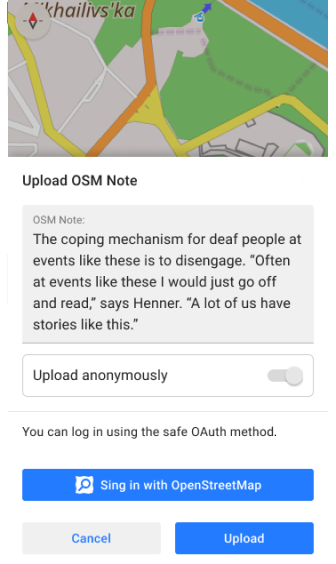 Mikhailivs'ka
Upload OSM Note
OSM Note:
The coping mechanism for deaf people at
events like these is to disengage. “Often
at events like these I would just go off
and read,” says Henner. “A lot of us have
stories like this.”
Upload anonymously
You can log in using the safe OAuth method.
Sing in with OpenStreetMap
Cancel
Upload